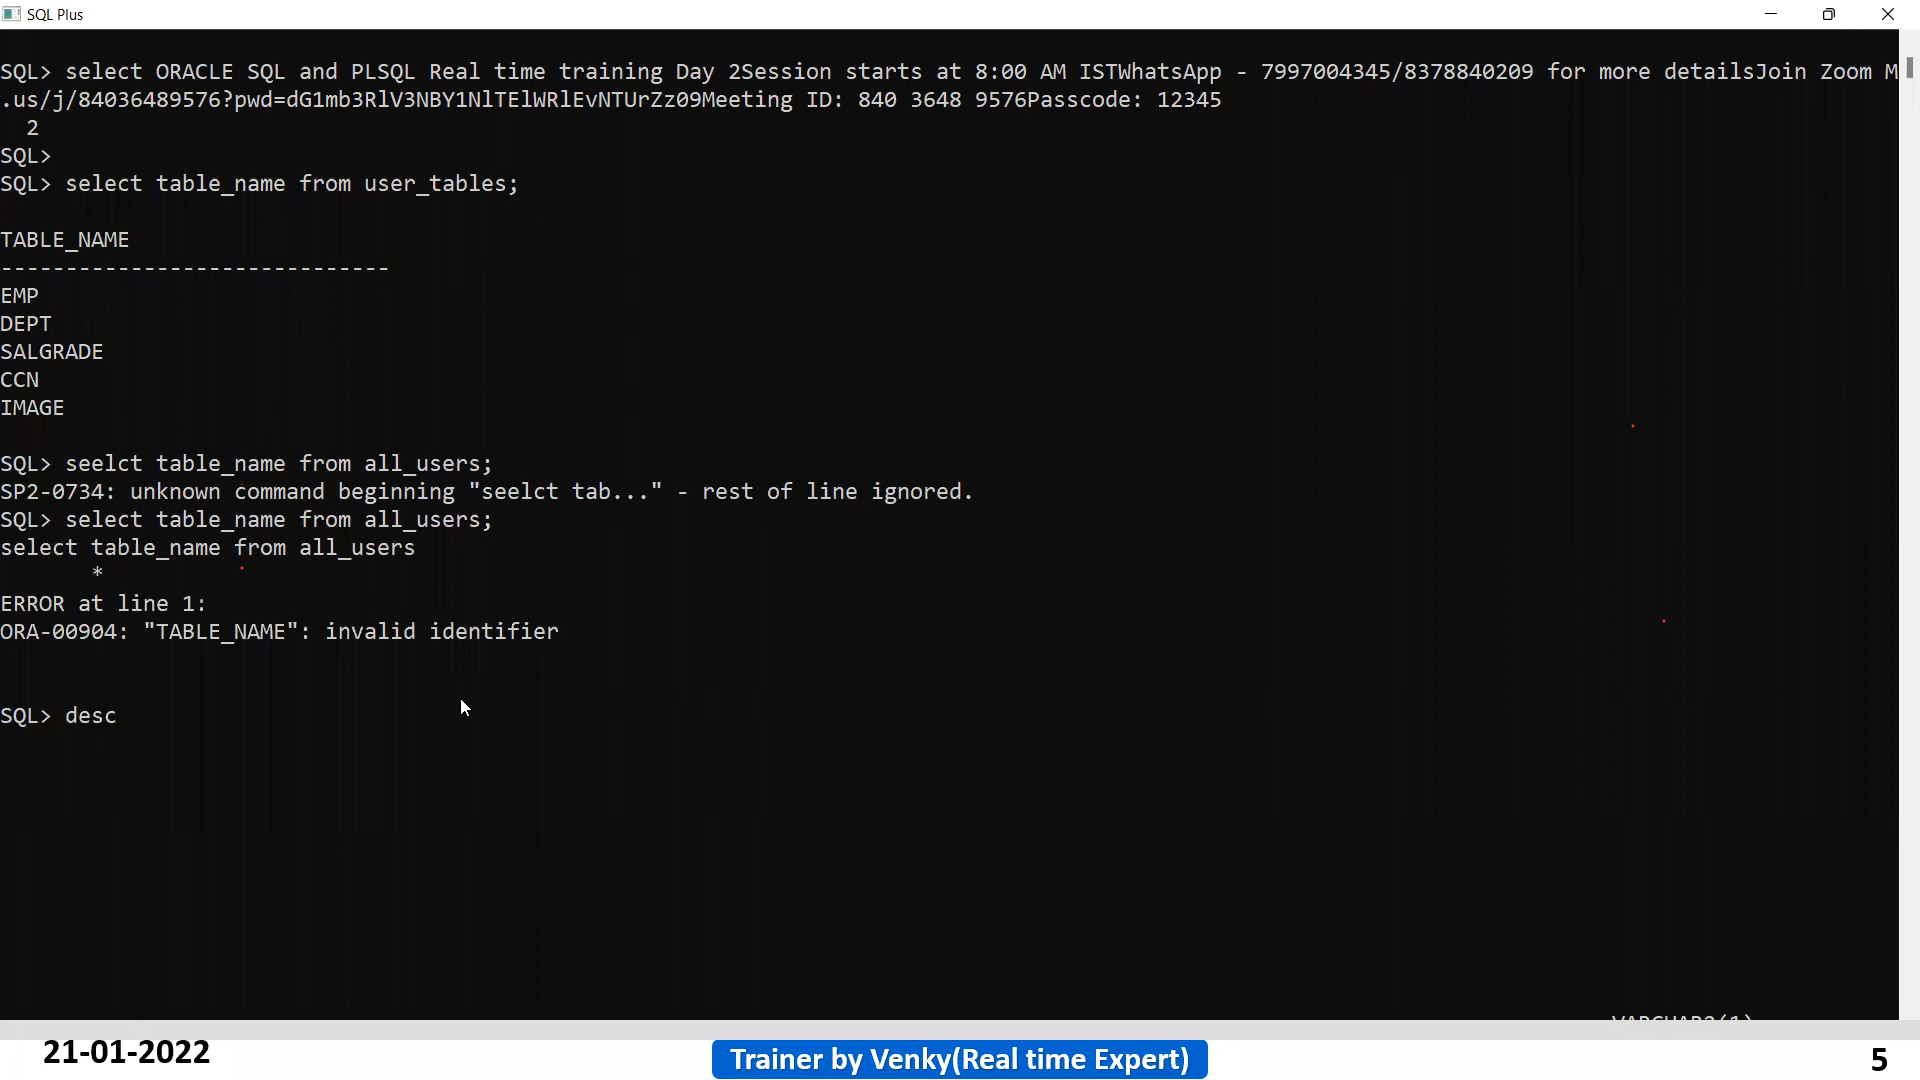 SQL Plus
SQL> select ORACLE SQL and PLSQL Real time training Day 2Session starts at 8:00 AM ISTWhatsApp - 7997004345/8378840209 for more detailsJoin Zoom M
.us/j/84036489576?pwd=dG1mb3RlV3NBY1NlTElWRlEvNTUrZz09Meeting ID: 840 3648 9576Passcode: 12345
2
SQL>
SQL> select table_name from user_tables;
TABLE_NAME
------------------------------
EMP
DEPT
SALGRADE
CCN
IMAGE
SQL> seelct table_name from all_users;
SP2-0734: unknown command beginning "seelct tab..." - rest of line ignored.
SQL> select table_name from all_users;
select table_name from all_users
*
ERROR at line 1:
ORA-00904: "TABLE_NAME": invalid identifier
SQL> desc
21-01-2022
Trainer by Venky(Real time Expert)
5